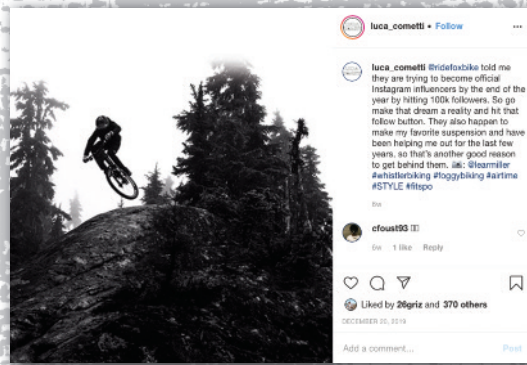 luca_cometti • Follow
luca_cometti @ridefoxbike told me
they are trying to become official
Instagram influencers by the end of the
year by hitting 100k followers. So go
make that dream a reality and hit that
follow button. They also happen to
make my favorite suspension and have
been helping me out for the last few
years, so that's another good reason
to get behind them. 📸: @learmiller
#whistlerbiking #foggybiking #airtime
#STYLE #fitspo
6w
cfoust93
6w 1 like Reply
Liked by 26griz and 370 others
DECEMBER 20, 2019
Add a comment... Post